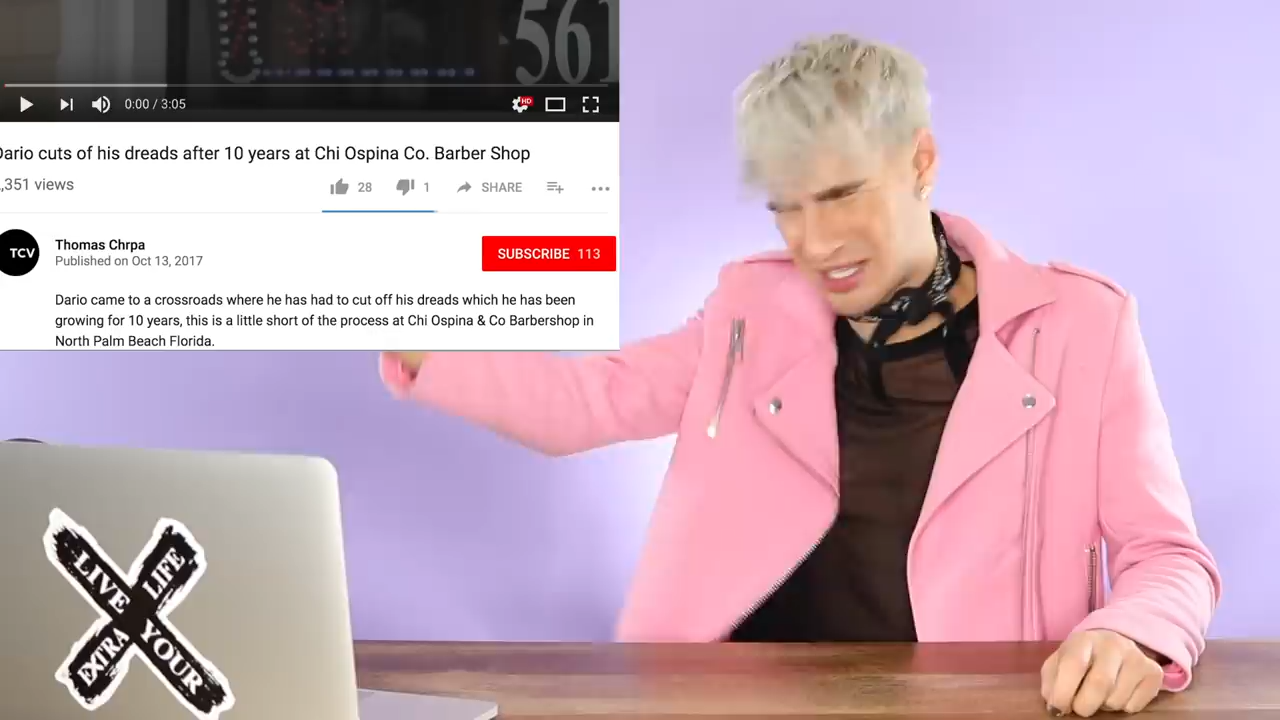 561
HD
0:00 / 3:05
Dario cuts of his dreads after 10 years at Chi Ospina Co. Barber Shop
,351 views
28
1
SHARE
TCV
Thomas Chrpa
Published on Oct 13, 2017
SUBSCRIBE 113
Dario came to a crossroads where he has had to cut off his dreads which he has been
growing for 10 years, this is a little short of the process at Chi Ospina & Co Barbershop in
North Palm Beach Florida.
LIVE LIFE
EXTRA YOUR